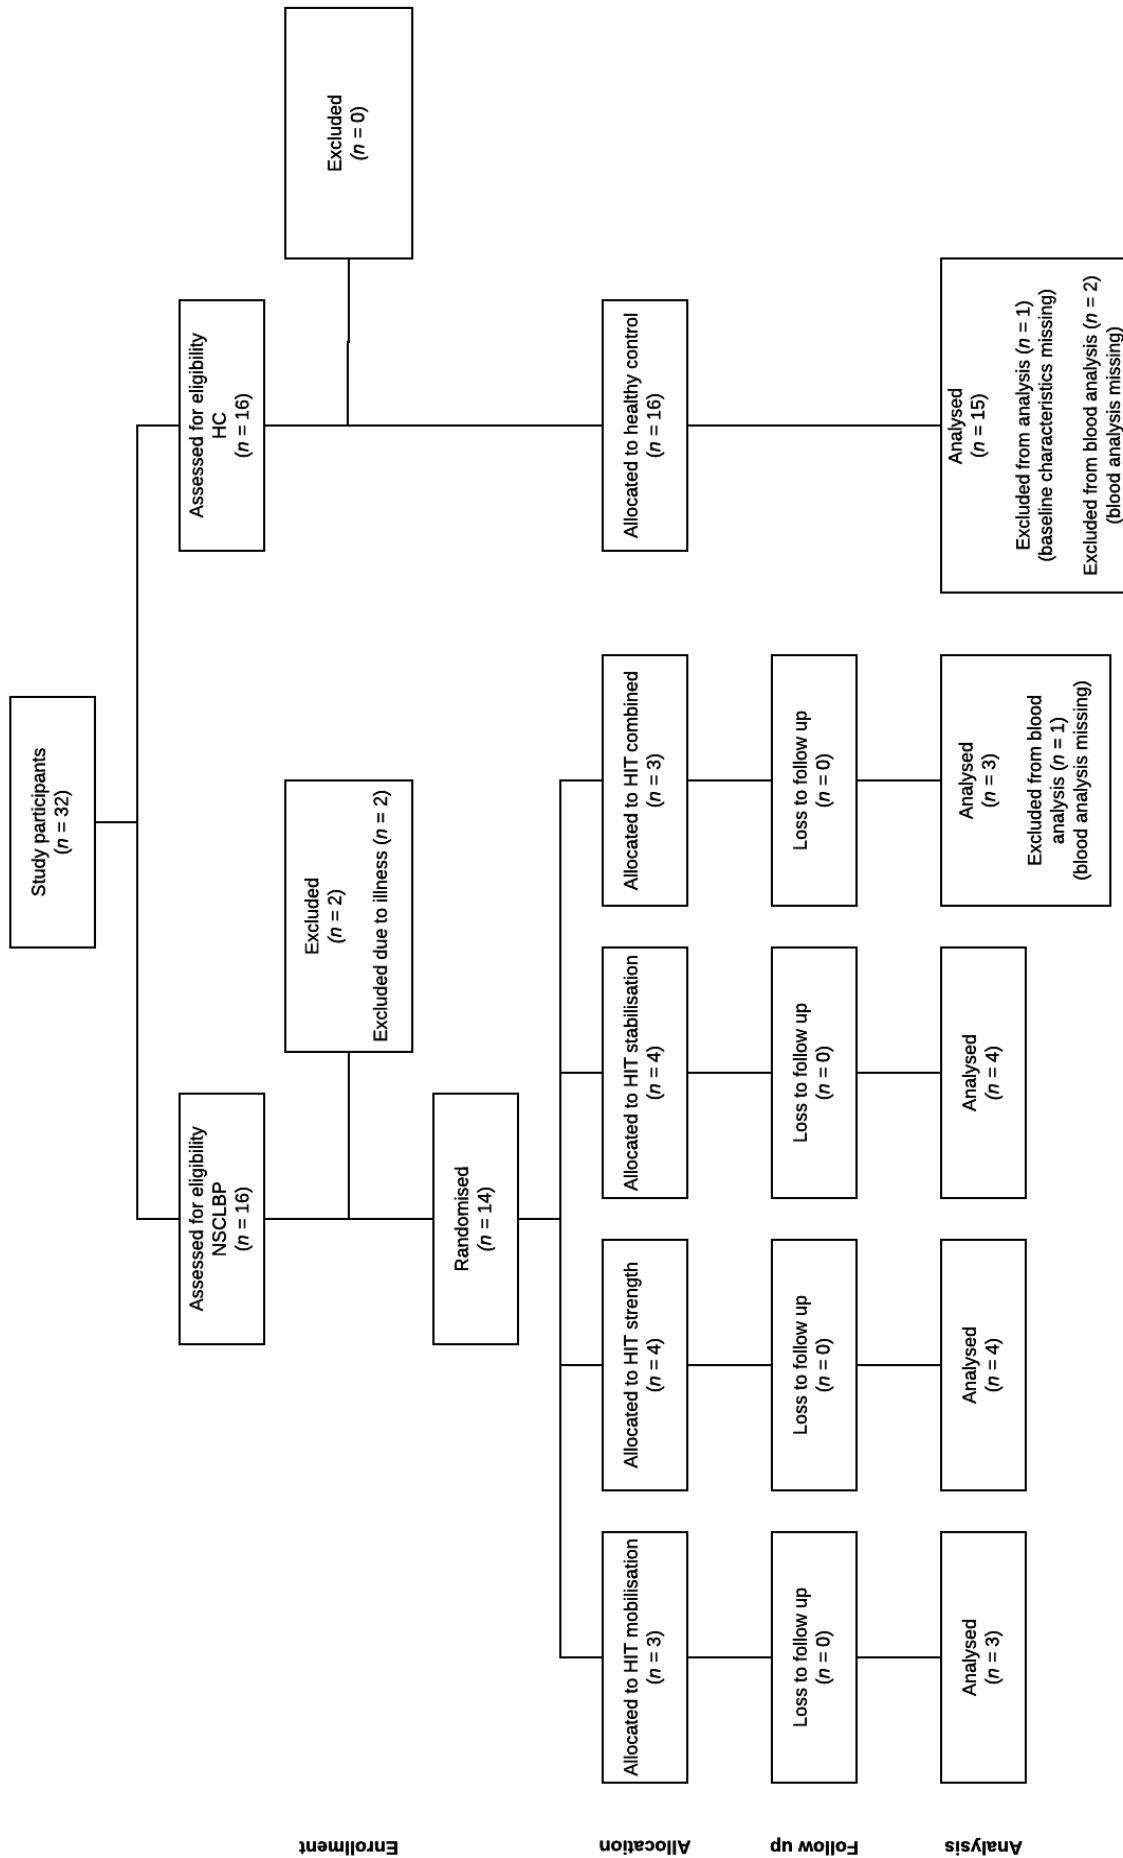 Study participants
(n = 32)
Assessed for eligibility
NSCLBP
(n = 16)
Assessed for eligibility
HC
(n = 16)
Enrollment
Excluded
(n = 2)
Excluded due to illness (n = 2)
Excluded
(n = 0)
Randomised
(n = 14)
Allocation
Allocated to HIT mobilisation
(n = 3)
Allocated to HIT strength
(n = 4)
Allocated to HIT stabilisation
(n = 4)
Allocated to HIT combined
(n = 3)
Allocated to healthy control
(n = 16)
Follow up
Loss to follow up
(n = 0)
Loss to follow up
(n = 0)
Loss to follow up
(n = 0)
Loss to follow up
(n = 0)
Analysis
Analysed
(n = 3)
Analysed
(n = 4)
Analysed
(n = 4)
Analysed
(n = 3)
Excluded from blood
analysis (n = 1)
(blood analysis missing)
Analysed
(n = 15)
Excluded from analysis (n = 1)
(baseline characteristics missing)
Excluded from blood analysis (n = 2)
(blood analysis missing)